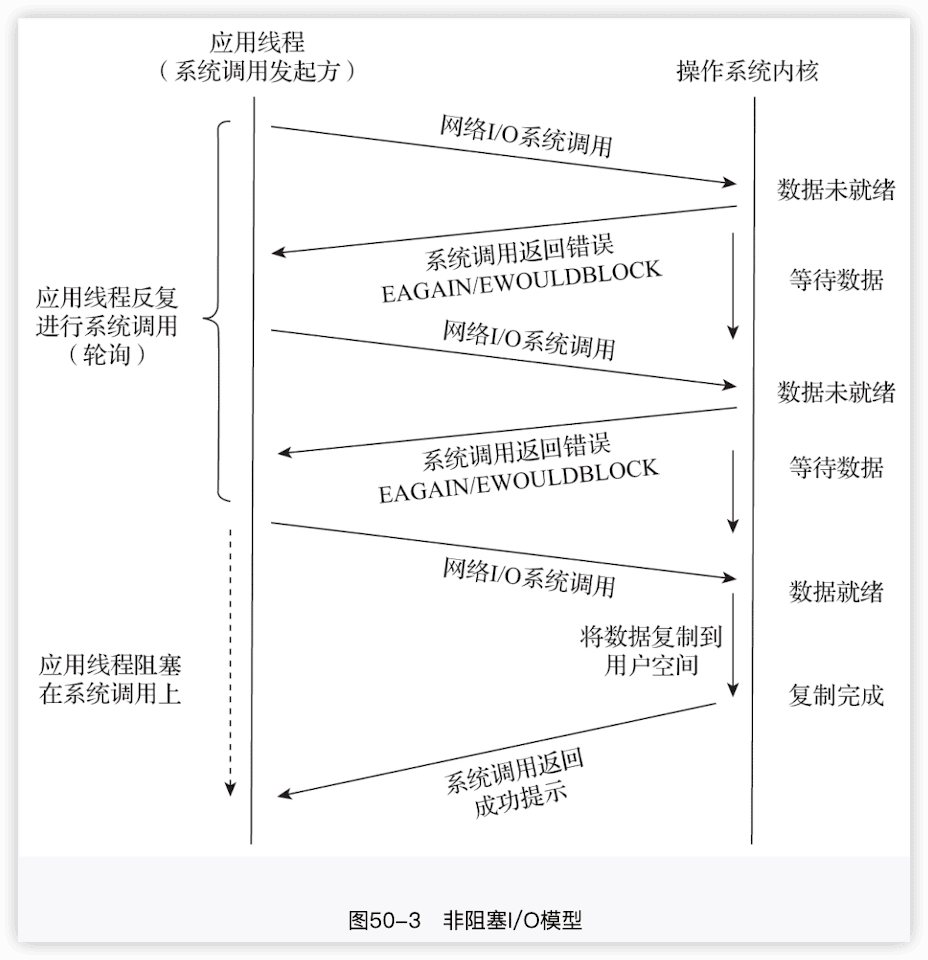 应用线程
（系统调用发起方）
操作系统内核
网络I/O系统调用
数据未就绪
系统调用返回错误
EAGAIN/EWOULDBLOCK
等待数据
应用线程反复
进行系统调用
（轮询）
网络I/O系统调用
数据未就绪
系统调用返回错误
EAGAIN/EWOULDBLOCK
等待数据
网络I/O系统调用
数据就绪
将数据复制到
用户空间
应用线程阻塞
在系统调用上
复制完成
系统调用返回
成功提示
图50-3 非阻塞I/O模型